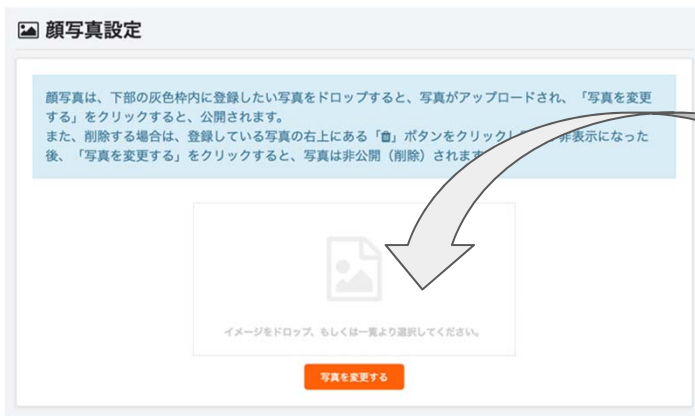 顔写真設定
顔写真は、下部の灰色枠内に登録したい写真をドロップすると、写真がアップロードされ、「写真を変更
する」をクリックすると、公開されます。
また、削除する場合は、登録している写真の右上にある「」ボタンをクリックし 非表示になった
後、「写真を変更する」をクリックすると、写真は非公開（削除）されます
イメージをドロップ、もしくは一覧より選択してください。
写真を変更する